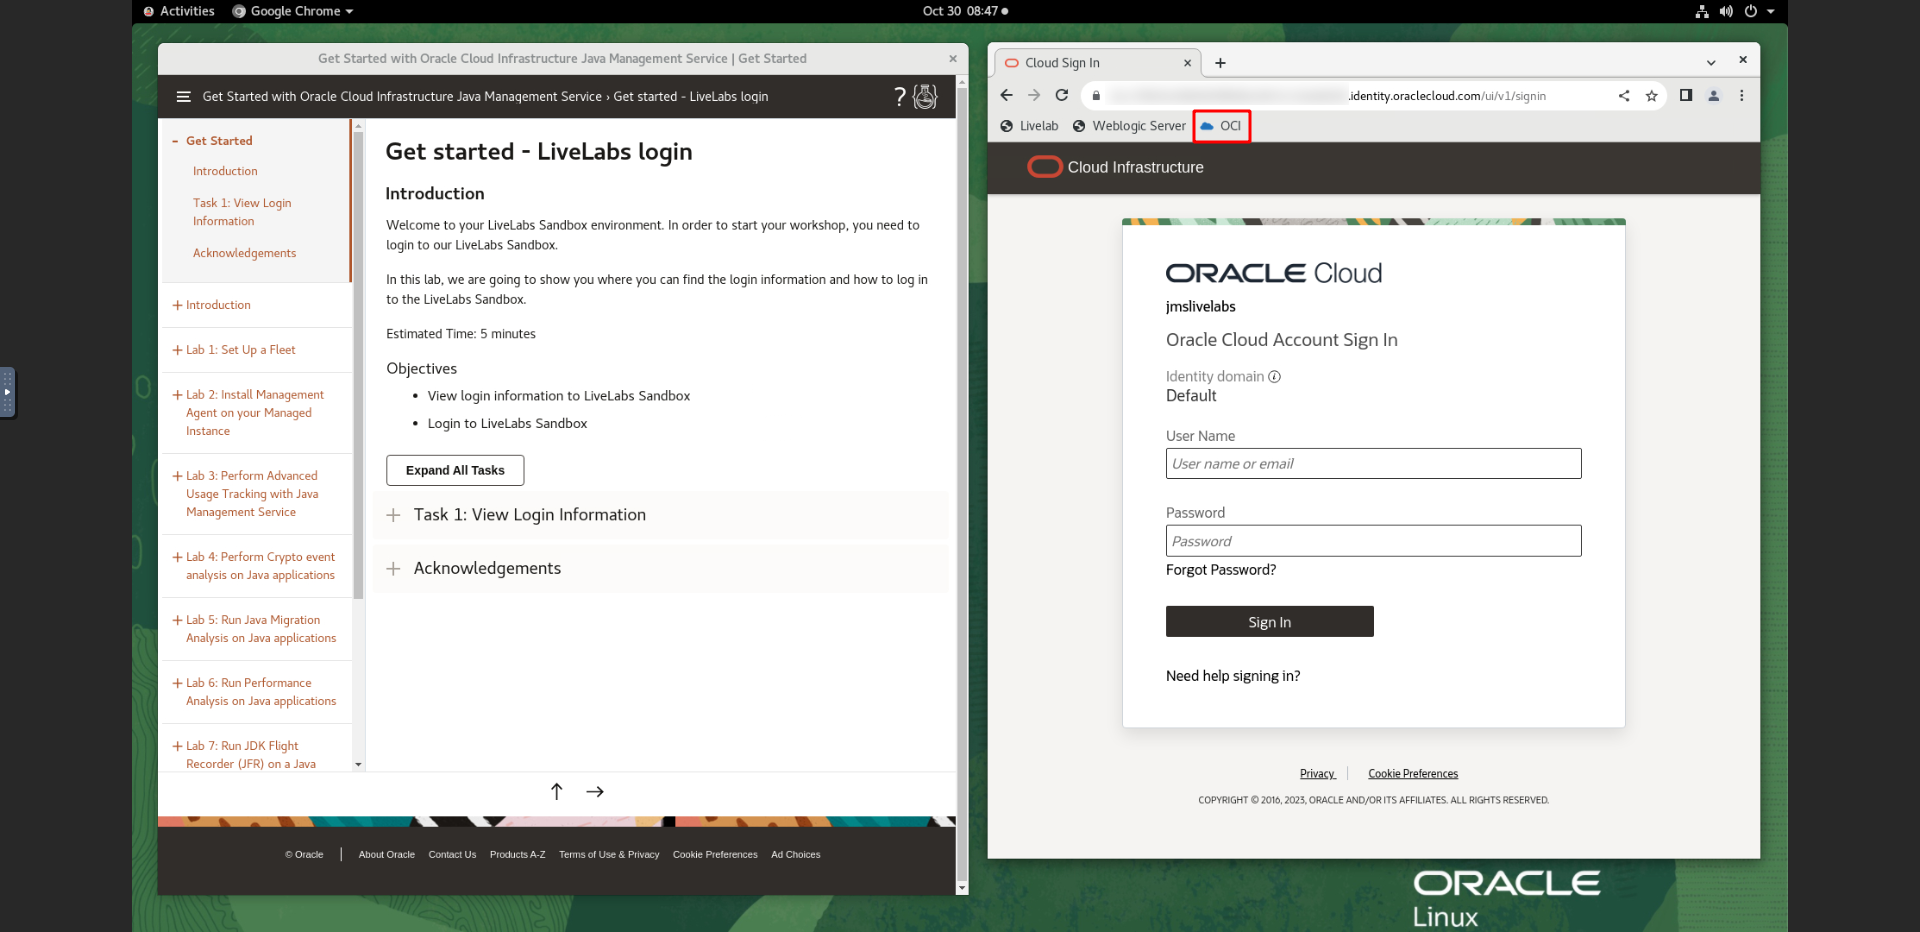 Activities
Google Chrome
Oct 30 08:47
Get Started with Oracle Cloud Infrastructure Java Management Service | Get Started
Get Started with Oracle Cloud Infrastructure Java Management Service › Get started - LiveLabs login
?
- Get Started
Introduction
Task 1: View Login
Information
Acknowledgements
+ Introduction
+ Lab 1: Set Up a Fleet
+ Lab 2: Install Management
Agent on your Managed
Instance
+ Lab 3: Perform Advanced
Usage Tracking with Java
Management Service
+ Lab 4: Perform Crypto event
analysis on Java applications
+ Lab 5: Run Java Migration
Analysis on Java applications
+ Lab 6: Run Performance
Analysis on Java applications
+ Lab 7: Run JDK Flight
Recorder (JFR) on a Java
Get started - LiveLabs login
Introduction
Welcome to your LiveLabs Sandbox environment. In order to start your workshop, you need to
login to our LiveLabs Sandbox.
In this lab, we are going to show you where you can find the login information and how to log in
to the LiveLabs Sandbox.
Estimated Time: 5 minutes
Objectives
• View login information to LiveLabs Sandbox
• Login to LiveLabs Sandbox
Expand All Tasks
+ Task 1: View Login Information
+ Acknowledgements
© Oracle | About Oracle Contact Us Products A-Z Terms of Use & Privacy Cookie Preferences Ad Choices
Cloud Sign In
.identity.oraclecloud.com/ui/v1/signin
Livelab
Weblogic Server
OCI
Cloud Infrastructure
ORACLE Cloud
jmslivelabs
Oracle Cloud Account Sign In
Identity domain
Default
User Name
User name or email
Password
Password
Forgot Password?
Sign In
Need help signing in?
Privacy | Cookie Preferences
COPYRIGHT © 2016, 2023, ORACLE AND/OR ITS AFFILIATES. ALL RIGHTS RESERVED.
ORACLE
Linux